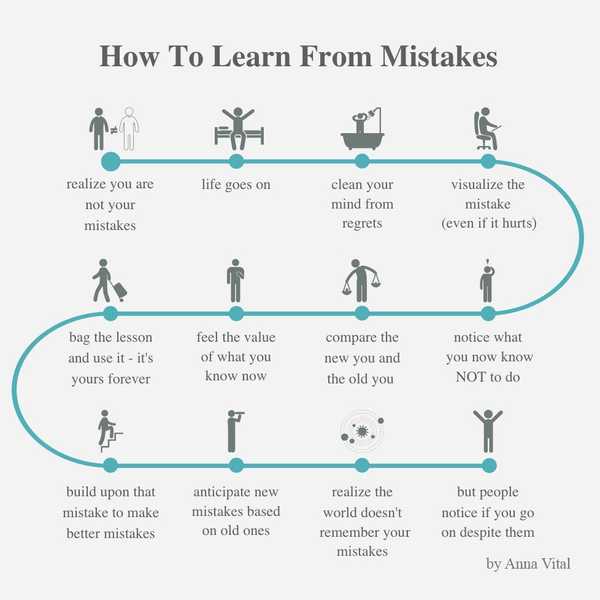 How To Learn From Mistakes
≠
realize you are
not your
mistakes
life goes on
clean your
mind from
regrets
visualize the
mistake
(even if it hurts)
bag the lesson
and use it - it's
yours forever
feel the value
of what you
know now
compare the
new you and
the old you
!
notice what
you now know
NOT to do
build upon that
mistake to make
better mistakes
anticipate new
mistakes based
on old ones
realize the
world doesn't
remember your
mistakes
but people
notice if you go
on despite them
by Anna Vital